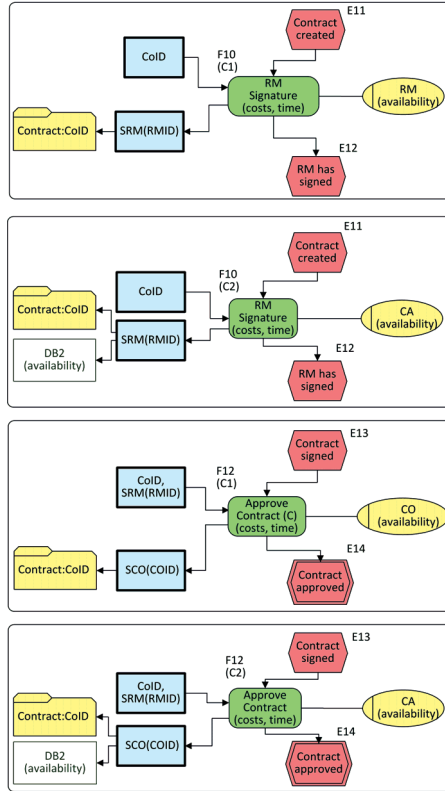 E11
Contract
created
CoID
F10
(C1)
RM
Signature
(costs, time)
RM
(availability)
Contract:CoID
SRM(RMID)
E12
RM has
signed
E11
Contract
created
F10
(C2)
CoID
Contract:CoID
RM
Signature
(costs, time)
CA
(availability)
SRM(RMID)
DB2
(availability)
E12
RM has
signed
E13
Contract
signed
CoID,
SRM(RMID)
F12
(C1)
Approve
Contract (C)
(costs, time)
CO
(availability)
E14
Contract:CoID
SCO(COID)
Contract
approved
E13
Contract
signed
F12
(C2)
CoID,
SRM(RMID)
Contract:CoID
Approve
Contract
(costs, time)
CA
(availability)
SCO(COID)
DB2
(availability)
E14
Contract
approved